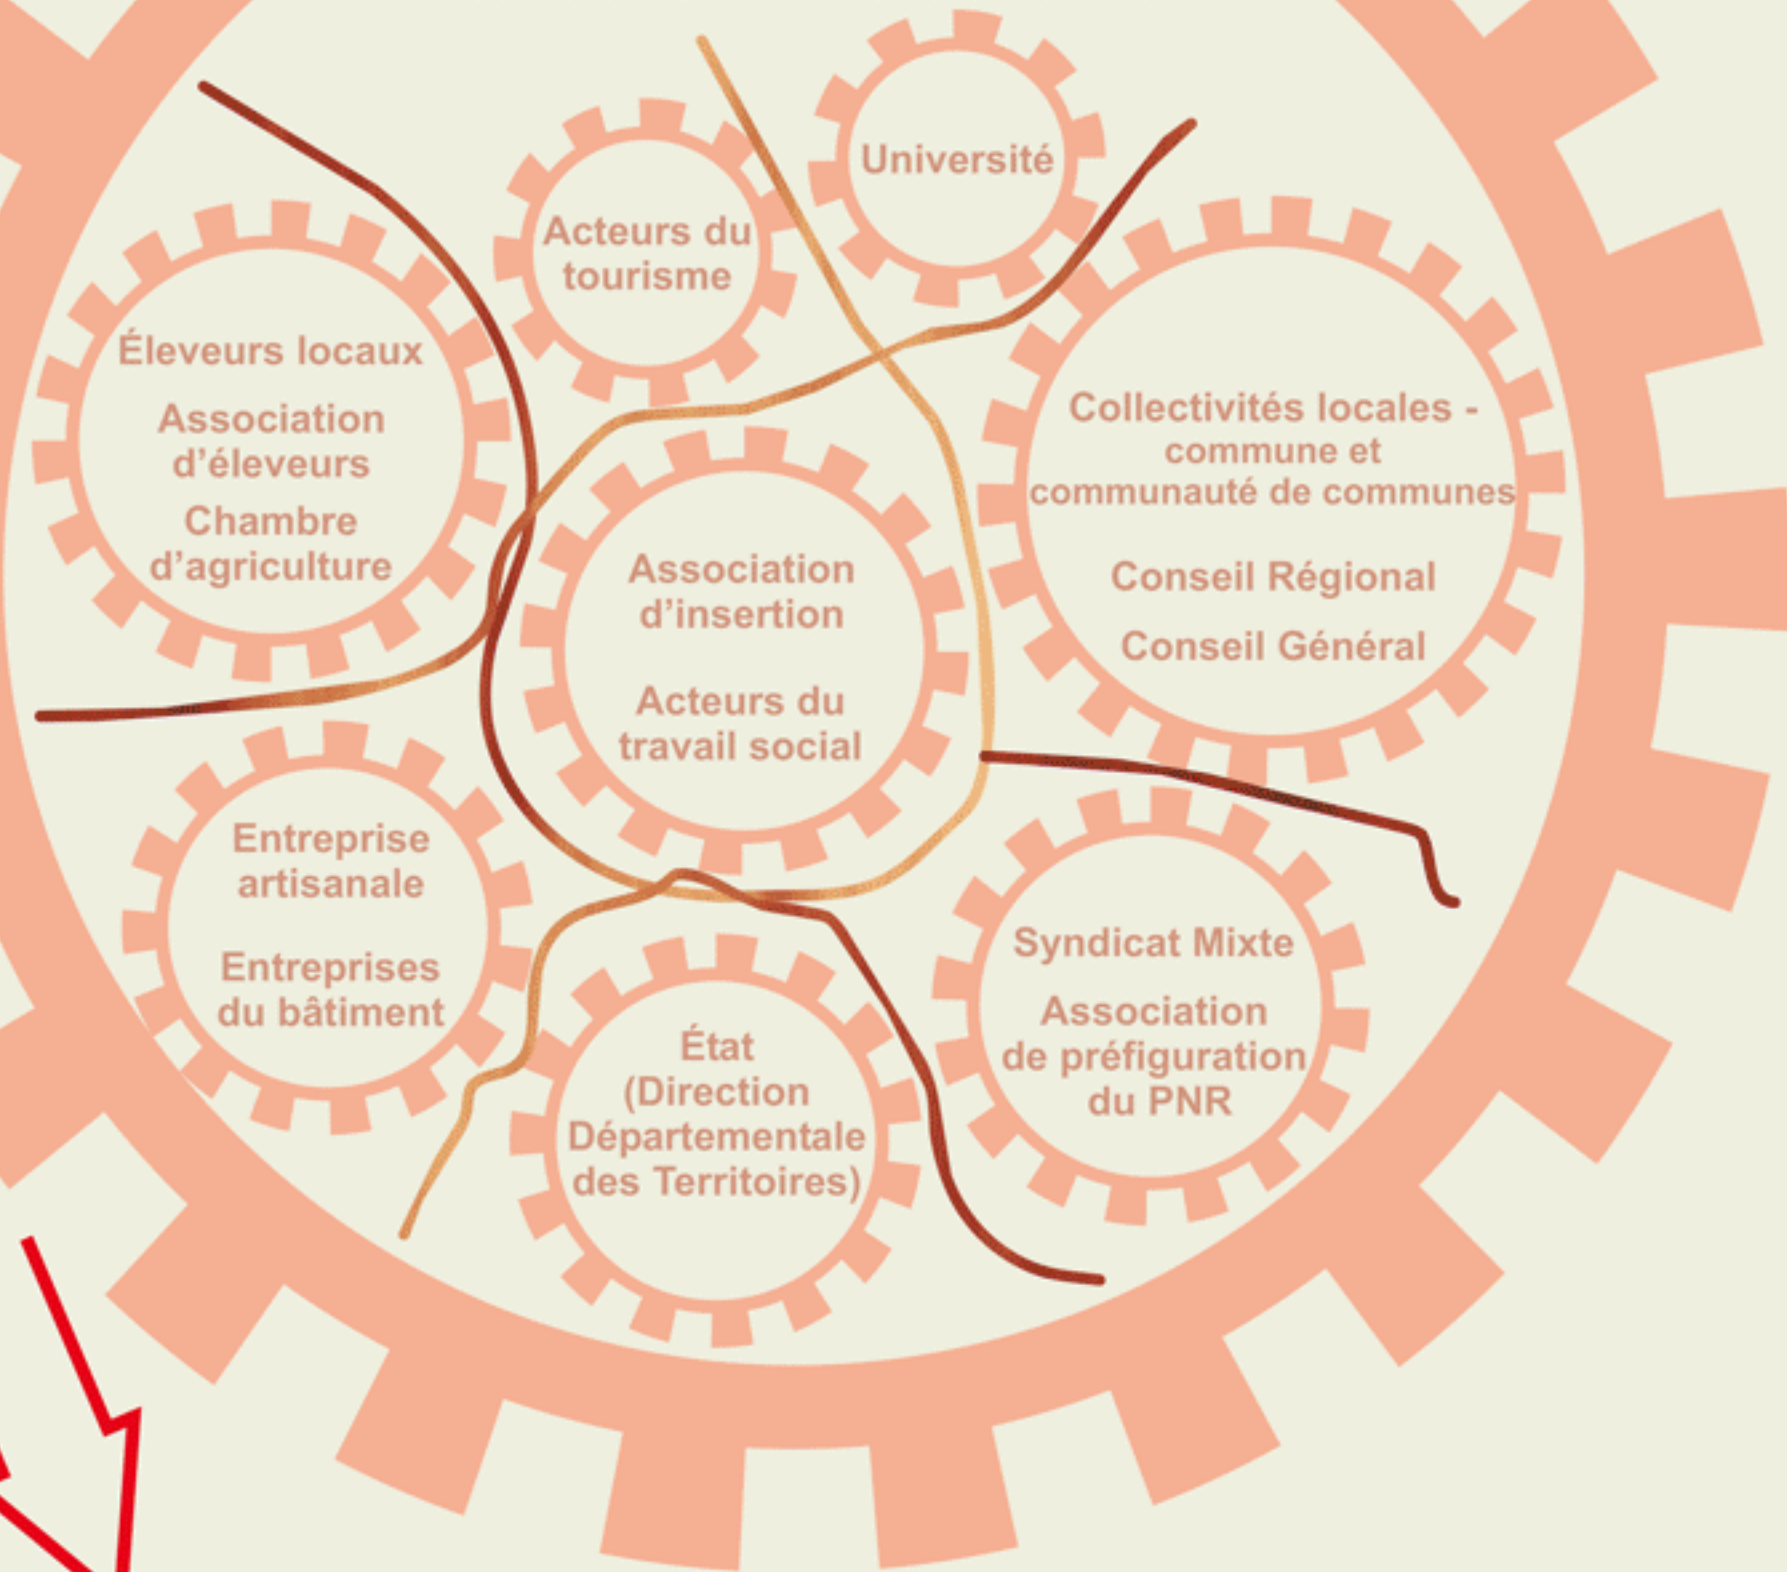 Université
Acteurs du
tourisme
Éleveurs locaux
Association
d’éleveurs
Chambre
d’agriculture
Collectivités locales -
commune et
communauté de communes
Conseil Régional
Conseil Général
Association
d’insertion
Acteurs du
travail social
Entreprise
artisanale
Entreprises
du bâtiment
État
(Direction
Départementale
des Territoires)
Syndicat Mixte
Association
de préfiguration
du PNR